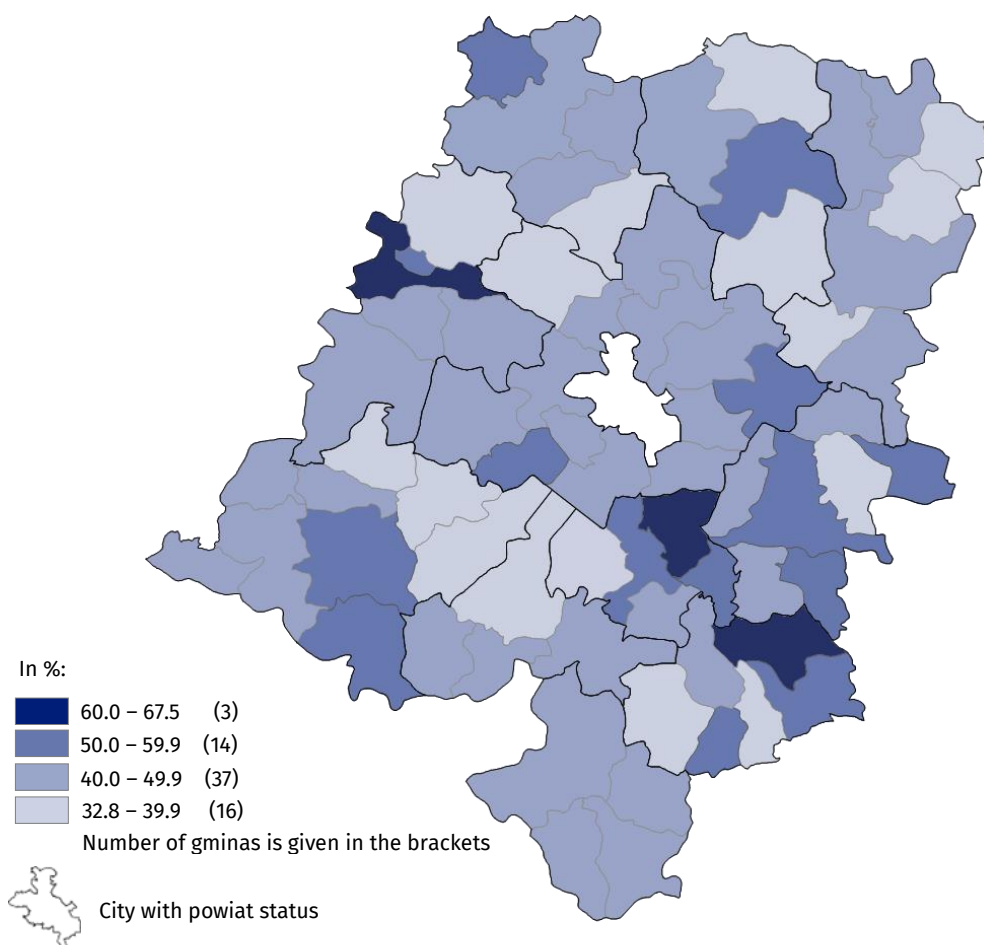 In %:
60.0 – 67.5 (3)
50.0 – 59.9 (14)
40.0 – 49.9 (37)
32.8 – 39.9 (16)
Number of gminas is given in the brackets
City with powiat status